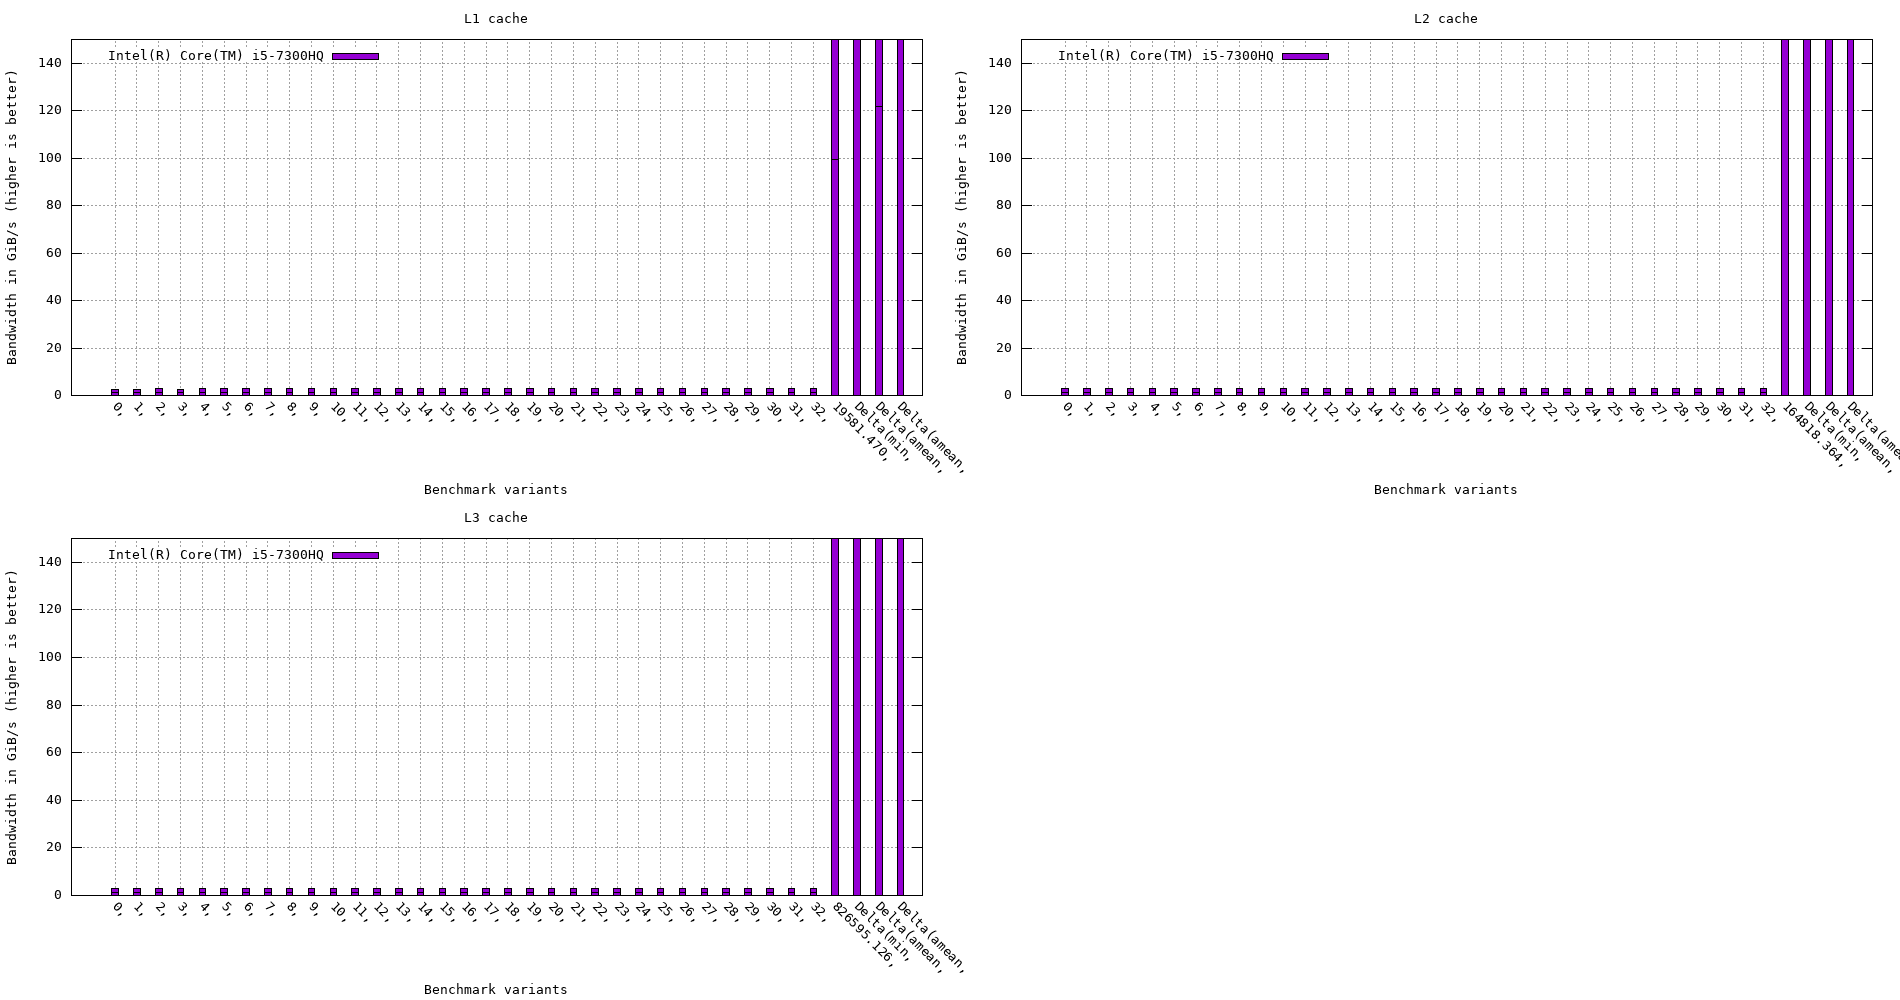 L1 cache
Intel(R) Core(TM) i5-7300HQ
Bandwidth in GiB/s (higher is better)
140
120
100
80
60
40
20
0
0, 1, 2, 3, 4, 5, 6, 7, 8, 9, 10, 11, 12, 13, 14, 15, 16, 17, 18, 19, 20, 21, 22, 23, 24, 25, 26, 27, 28, 29, 30, 31, 32, 19581.470, Delta(min, Delta(amean, Delta(amean,
Benchmark variants
L2 cache
Intel(R) Core(TM) i5-7300HQ
Bandwidth in GiB/s (higher is better)
140
120
100
80
60
40
20
0
0, 1, 2, 3, 4, 5, 6, 7, 8, 9, 10, 11, 12, 13, 14, 15, 16, 17, 18, 19, 20, 21, 22, 23, 24, 25, 26, 27, 28, 29, 30, 31, 32, 164818.364, Delta(min, Delta(amean, Delta(ame
Benchmark variants
L3 cache
Intel(R) Core(TM) i5-7300HQ
Bandwidth in GiB/s (higher is better)
140
120
100
80
60
40
20
0
0, 1, 2, 3, 4, 5, 6, 7, 8, 9, 10, 11, 12, 13, 14, 15, 16, 17, 18, 19, 20, 21, 22, 23, 24, 25, 26, 27, 28, 29, 30, 31, 32, 826595.126, Delta(min, Delta(amean, Delta(amean,
Benchmark variants